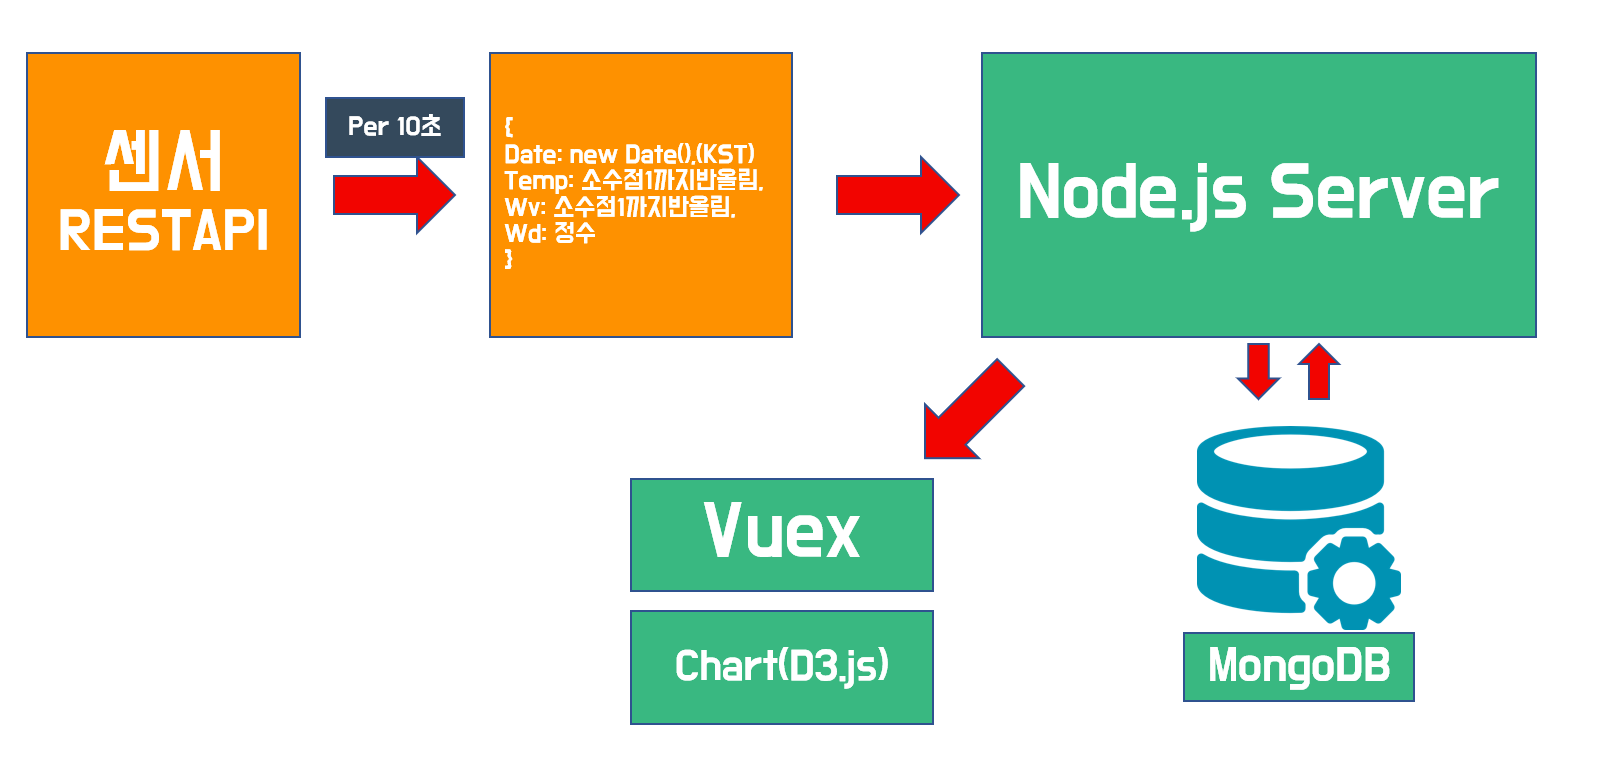 센서
RESTAPI
Per 10초
{
Date: new Date(),(KST)
Temp: 소수점1까지반올림,
Wv: 소수점1까지반올림,
Wd: 정수
}
Node.js Server
Vuex
Chart(D3.js)
MongoDB